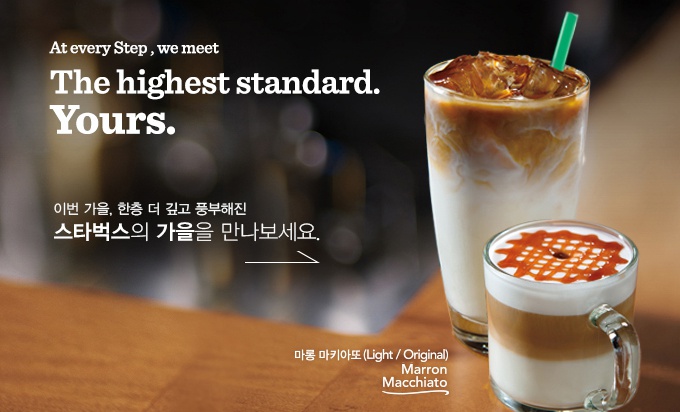 At every Step , we meet
The highest standard.
Yours.
이번 가을, 한층 더 깊고 풍부해진
스타벅스의 가을을 만나보세요.
마롱 마키아또 (Light / Original)
Marron
Macchiato